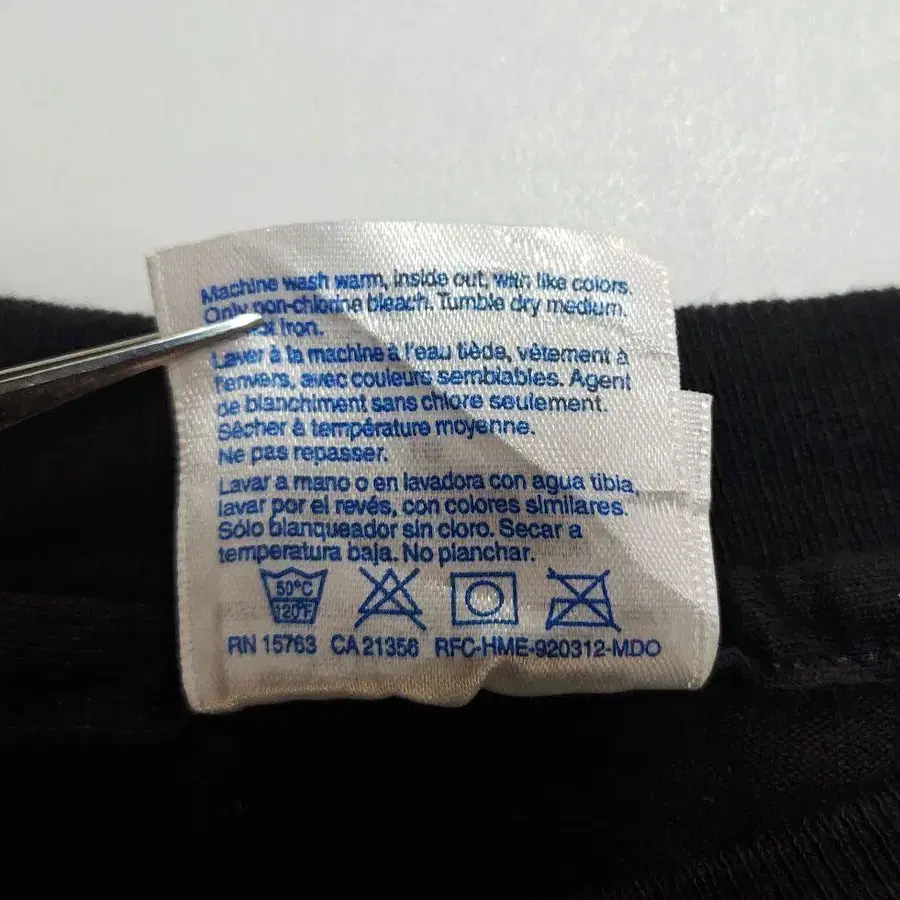 Machine wash warm, inside out, with like colors.
Only non-chlorine bleach. Tumble dry medium.
iron.
Laver à la machine à l'eau tiède, vêtement à
l'envers, avec couleurs semblables. Agent
de blanchiment sans chlore seulement.
Sécher à température moyenne.
Ne pas repasser.
Lavar a mano o en lavadora con agua tibia,
lavar por el revés, con colores similares.
Sólo blanqueador sin cloro. Secar a
temperatura baja. No planchar.
50°C
120°F
RN 15763 CA 21356 RFC-HME-920312-MDO